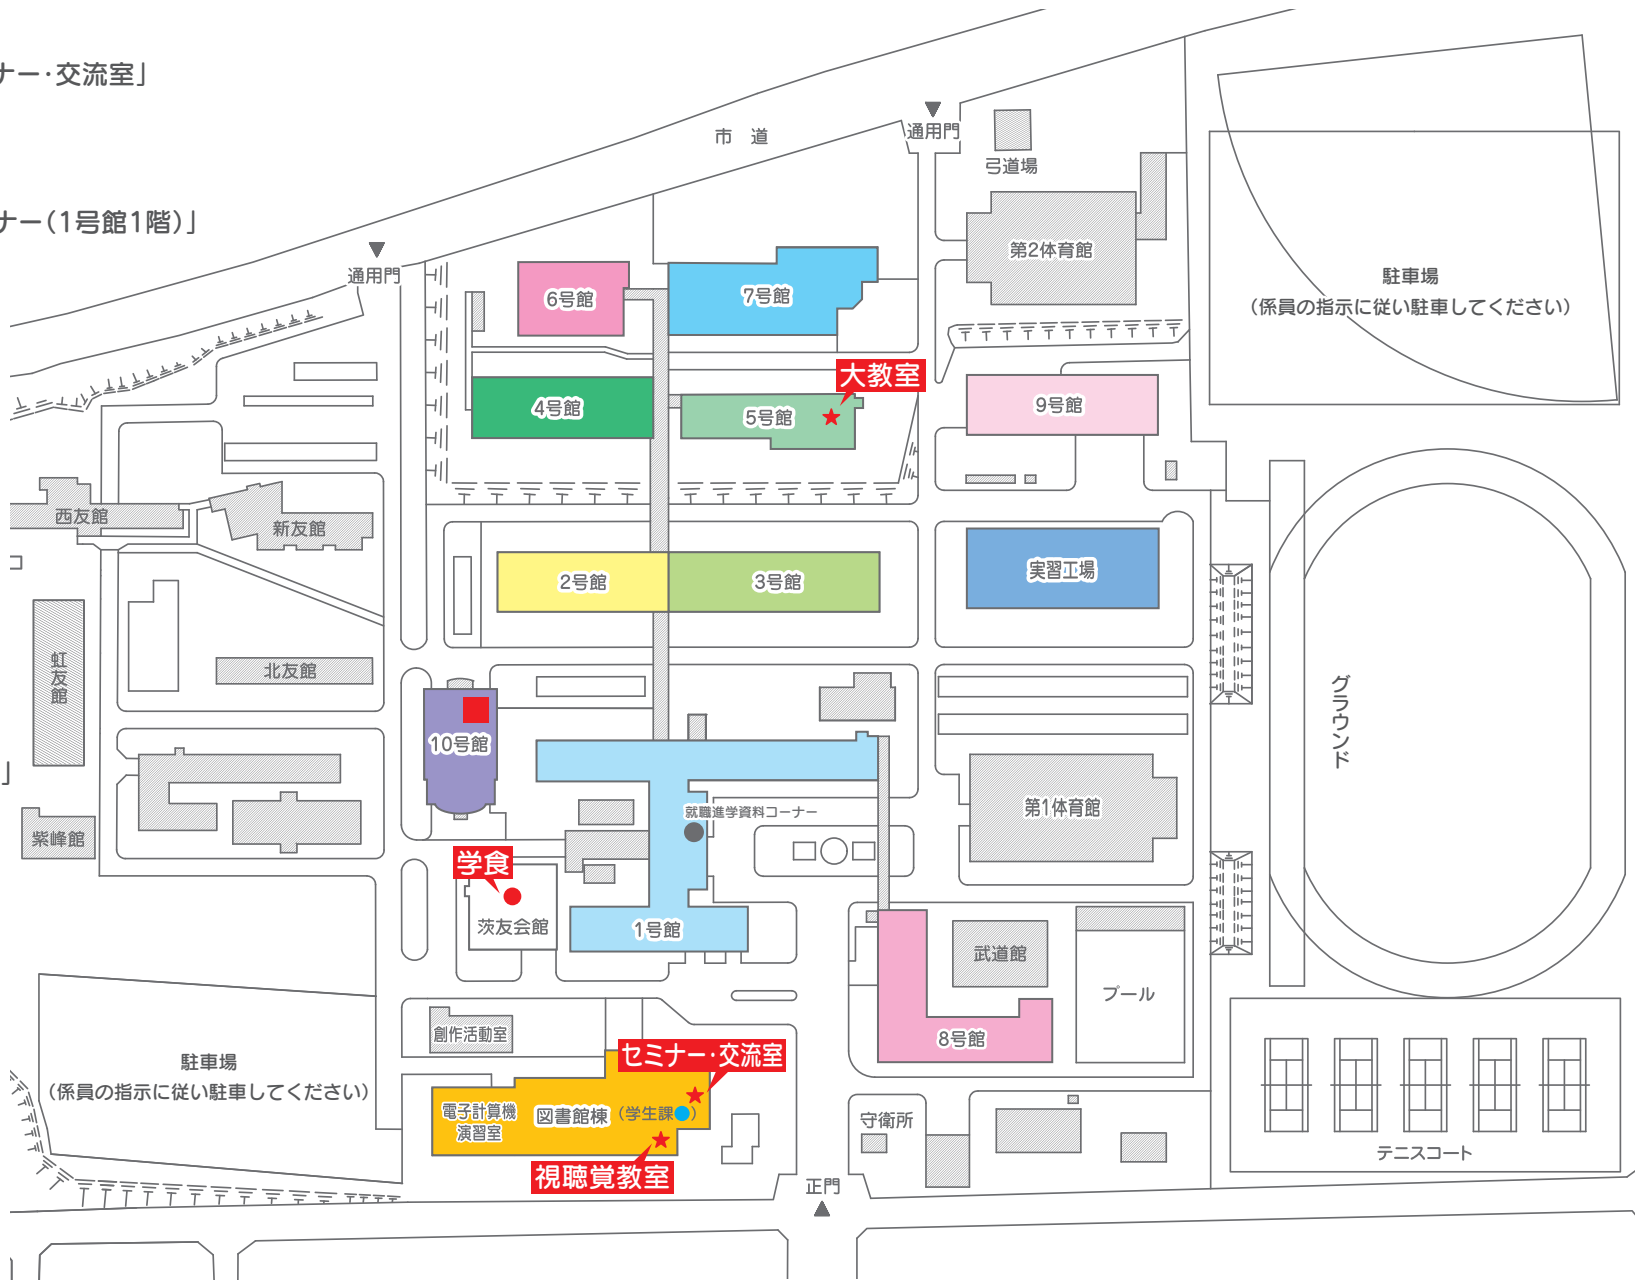 ナー・交流室」
市　道
通用門
弓道場
ナー（1号館1階）」
第2体育館
通用門
6号館
7号館
駐車場
（係員の指示に従い駐車してください）
大教室
4号館
5号館
9号館
西友館
新友館
2号館
3号館
実習工場
虹友館
北友館
グラウンド
10号館
」
就職進学資料コーナー
第1体育館
紫峰館
学食
茨友会館
1号館
武道館
プール
創作活動室
8号館
駐車場
（係員の指示に従い駐車してください）
セミナー・交流室
電子計算機
演習室
図書館棟
（学生課）
守衛所
視聴覚教室
テニスコート
正門